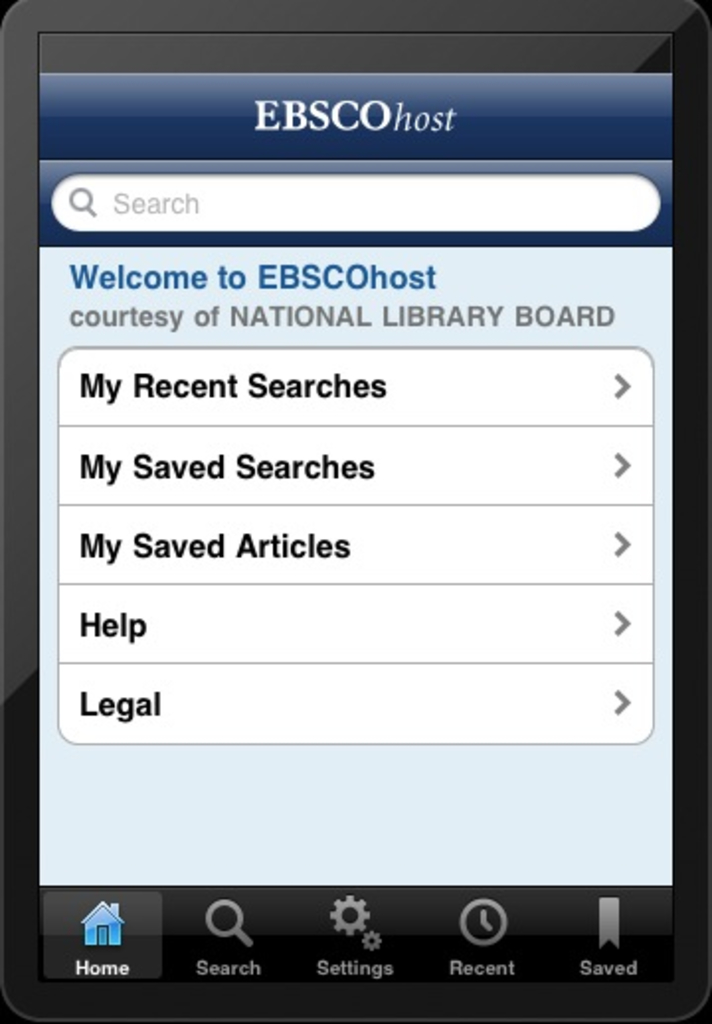 EBSCOhost
Search
Welcome to EBSCOhost
courtesy of NATIONAL LIBRARY BOARD
My Recent Searches
My Saved Searches
My Saved Articles
Help
Legal
Home Search Settings Recent Saved